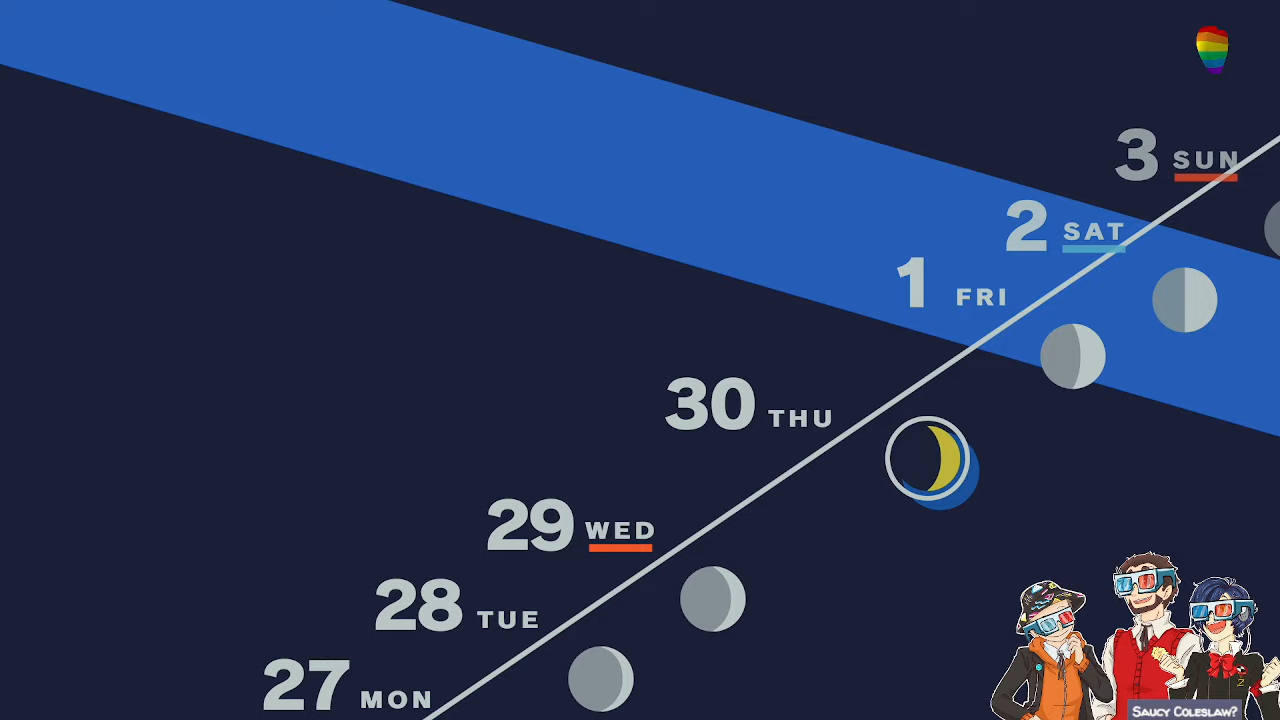 3 SUN
2 SAT
1 FRI
30 THU
29 WED
28 TUE
27 MON
SAUCY COLESLAW?